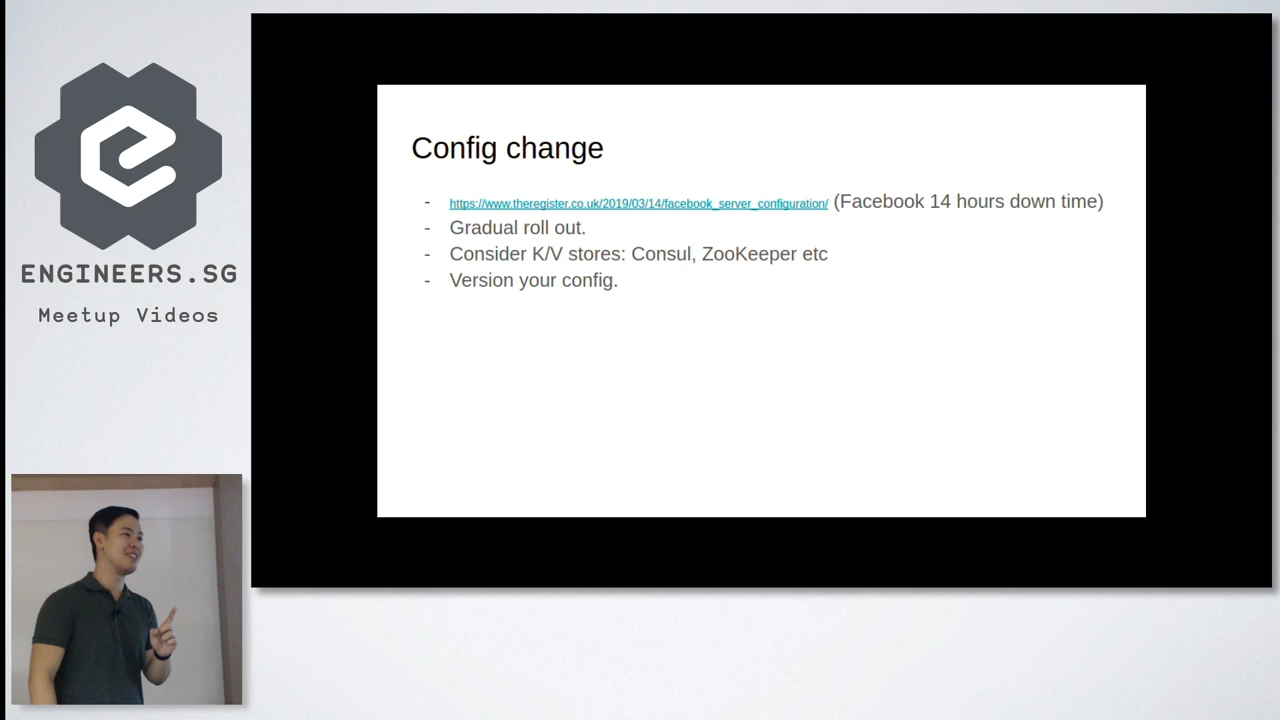 ENGINEERS.SG
Meetup Videos
Config change
- https://www.theregister.co.uk/2019/03/14/facebook_server_configuration/ (Facebook 14 hours down time)
- Gradual roll out.
- Consider K/V stores: Consul, ZooKeeper etc
- Version your config.